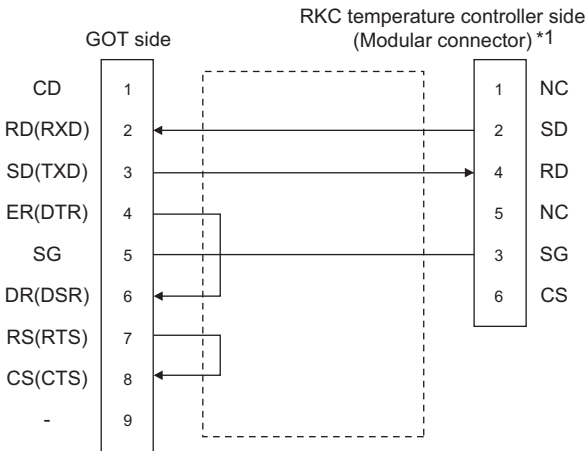 RKC temperature controller side
GOT side (Modular connector) *1
CD 1 1 NC
RD(RXD) 2 2 SD
SD(TXD) 3 4 RD
ER(DTR) 4 5 NC
SG 5 3 SG
DR(DSR) 6 6 CS
RS(RTS) 7
CS(CTS) 8
- 9